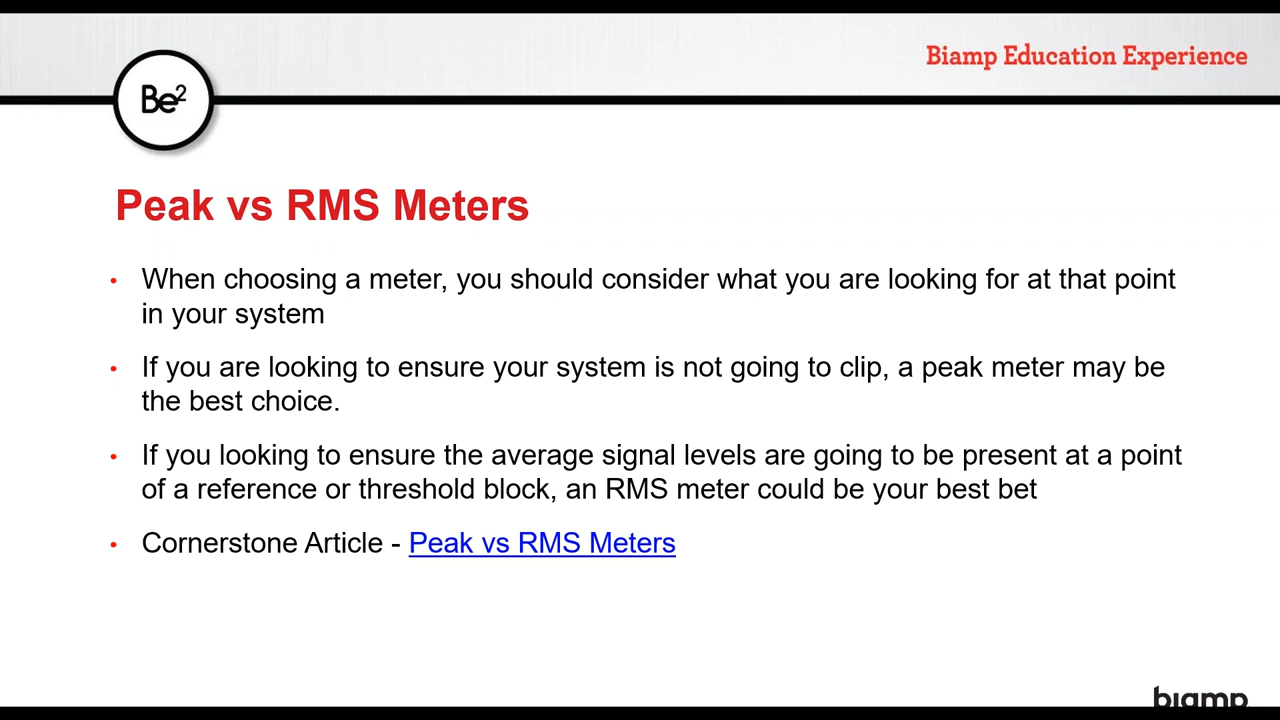 Biamp Education Experience
Be²
Peak vs RMS Meters
• When choosing a meter, you should consider what you are looking for at that point
in your system
• If you are looking to ensure your system is not going to clip, a peak meter may be
the best choice.
• If you looking to ensure the average signal levels are going to be present at a point
of a reference or threshold block, an RMS meter could be your best bet
• Cornerstone Article - Peak vs RMS Meters
biamp